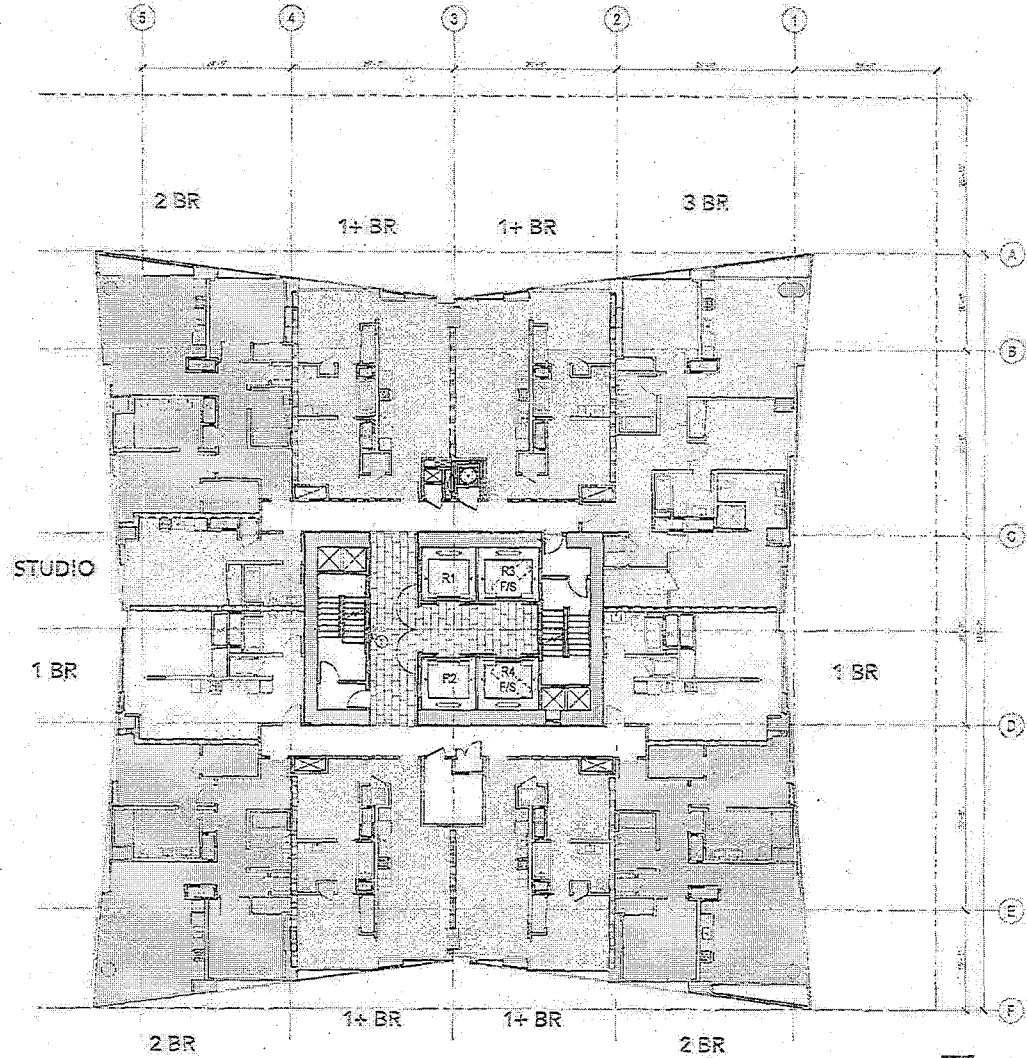 5 4 3 2 1
2 BR 3 BR
1+ BR 1+ BR
A
B
C
STUDIO
R1 R3 F/S
1 BR 1 BR
R2 R4 F/S
D
E
F
1+ BR 1+ BR
2 BR 2 BR